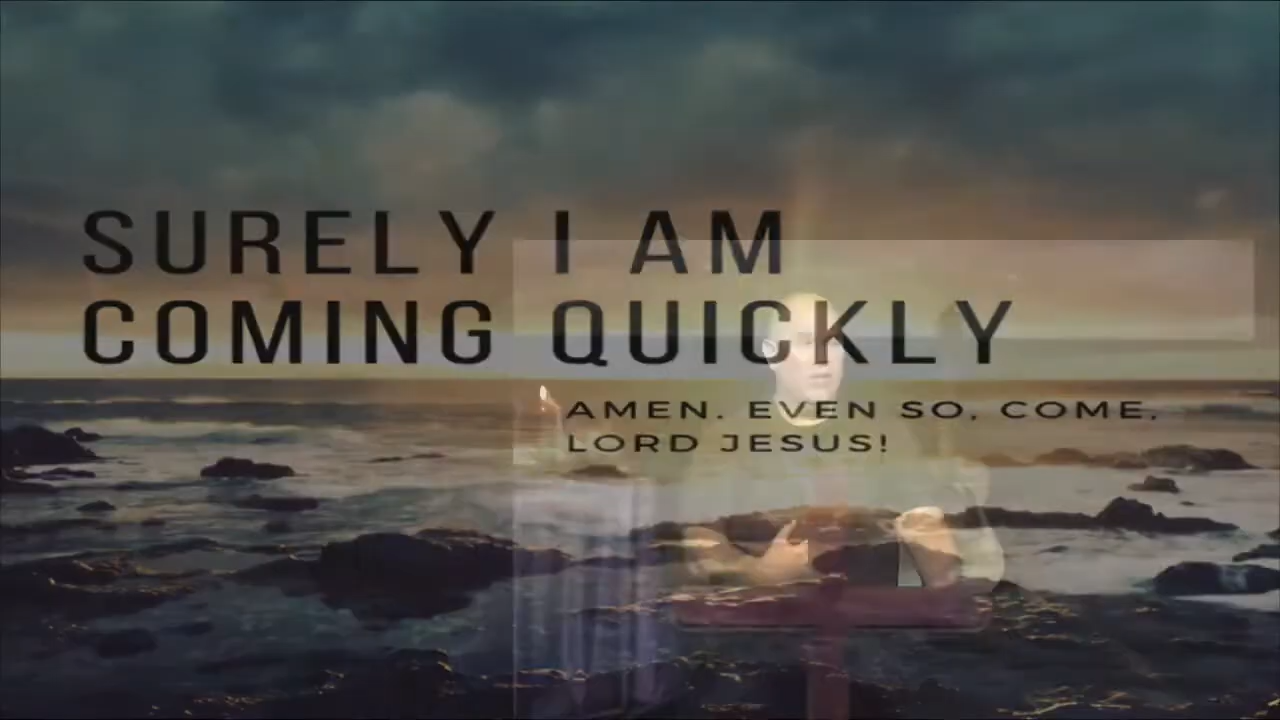 SURELY I AM
COMING QUICKLY
AMEN. EVEN SO, COME,
LORD JESUS!